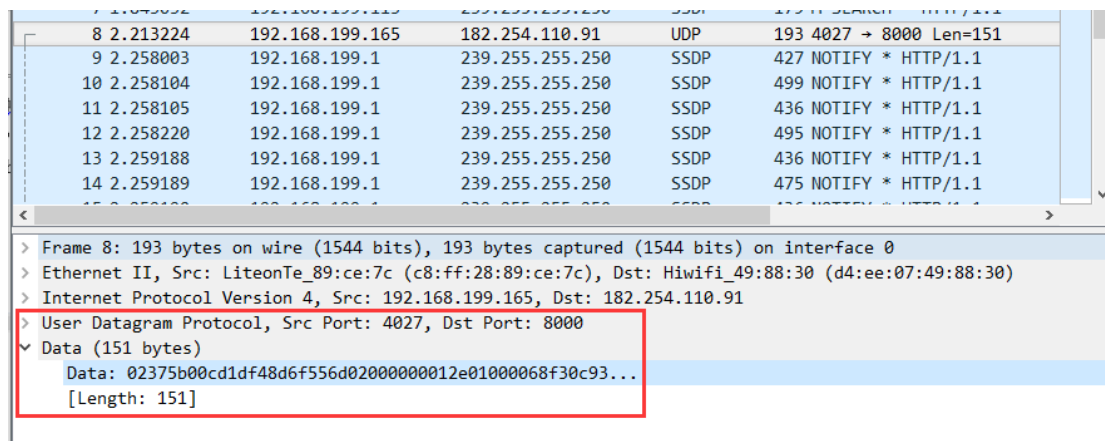 8 2.213224 192.168.199.165 182.254.110.91 UDP 193 4027 → 8000 Len=151
9 2.258003 192.168.199.1 239.255.255.250 SSDP 427 NOTIFY * HTTP/1.1
10 2.258104 192.168.199.1 239.255.255.250 SSDP 499 NOTIFY * HTTP/1.1
11 2.258105 192.168.199.1 239.255.255.250 SSDP 436 NOTIFY * HTTP/1.1
12 2.258220 192.168.199.1 239.255.255.250 SSDP 495 NOTIFY * HTTP/1.1
13 2.259188 192.168.199.1 239.255.255.250 SSDP 436 NOTIFY * HTTP/1.1
14 2.259189 192.168.199.1 239.255.255.250 SSDP 475 NOTIFY * HTTP/1.1
Frame 8: 193 bytes on wire (1544 bits), 193 bytes captured (1544 bits) on interface 0
Ethernet II, Src: LiteonTe_89:ce:7c (c8:ff:28:89:ce:7c), Dst: Hiwifi_49:88:30 (d4:ee:07:49:88:30)
Internet Protocol Version 4, Src: 192.168.199.165, Dst: 182.254.110.91
User Datagram Protocol, Src Port: 4027, Dst Port: 8000
Data (151 bytes)
Data: 02375b00cd1df48d6f556d02000000012e01000068f30c93...
[Length: 151]